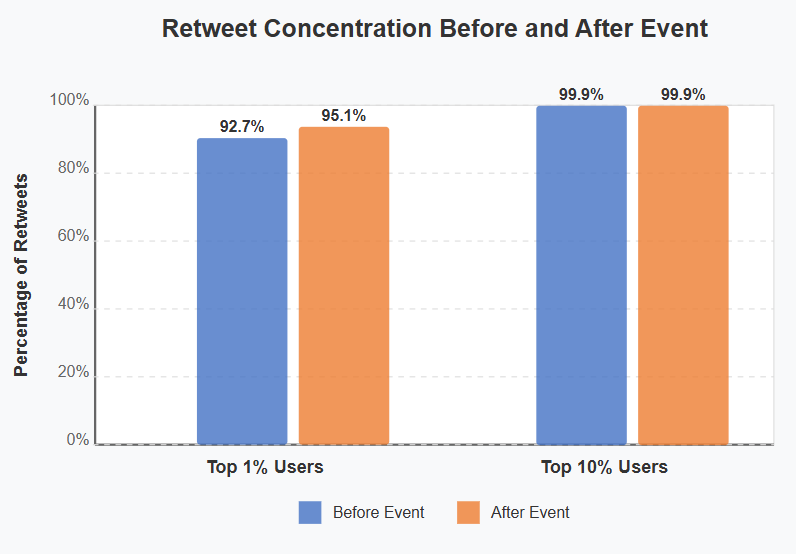 Retweet Concentration Before and After Event
Percentage of Retweets
100%
80%
60%
40%
20%
0%
92.7%
95.1%
99.9%
99.9%
Top 1% Users
Top 10% Users
Before Event
After Event